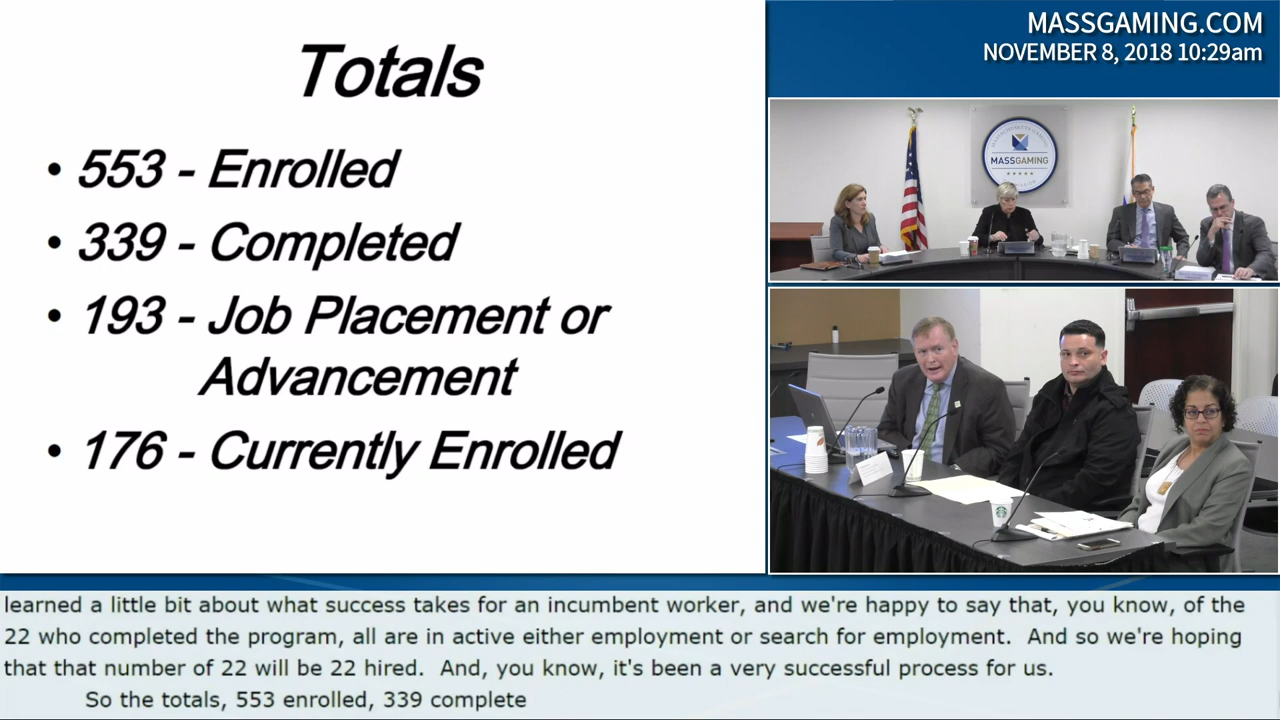 Totals
• 553 - Enrolled
• 339 - Completed
• 193 - Job Placement or
Advancement
• 176 - Currently Enrolled
MASSGAMING.COM
NOVEMBER 8, 2018 10:29am
MASSGAMING
learned a little bit about what success takes for an incumbent worker, and we're happy to say that, you know, of the
22 who completed the program, all are in active either employment or search for employment.  And so we're hoping
that that number of 22 will be 22 hired.  And, you know, it's been a very successful process for us.
So the totals, 553 enrolled, 339 complete